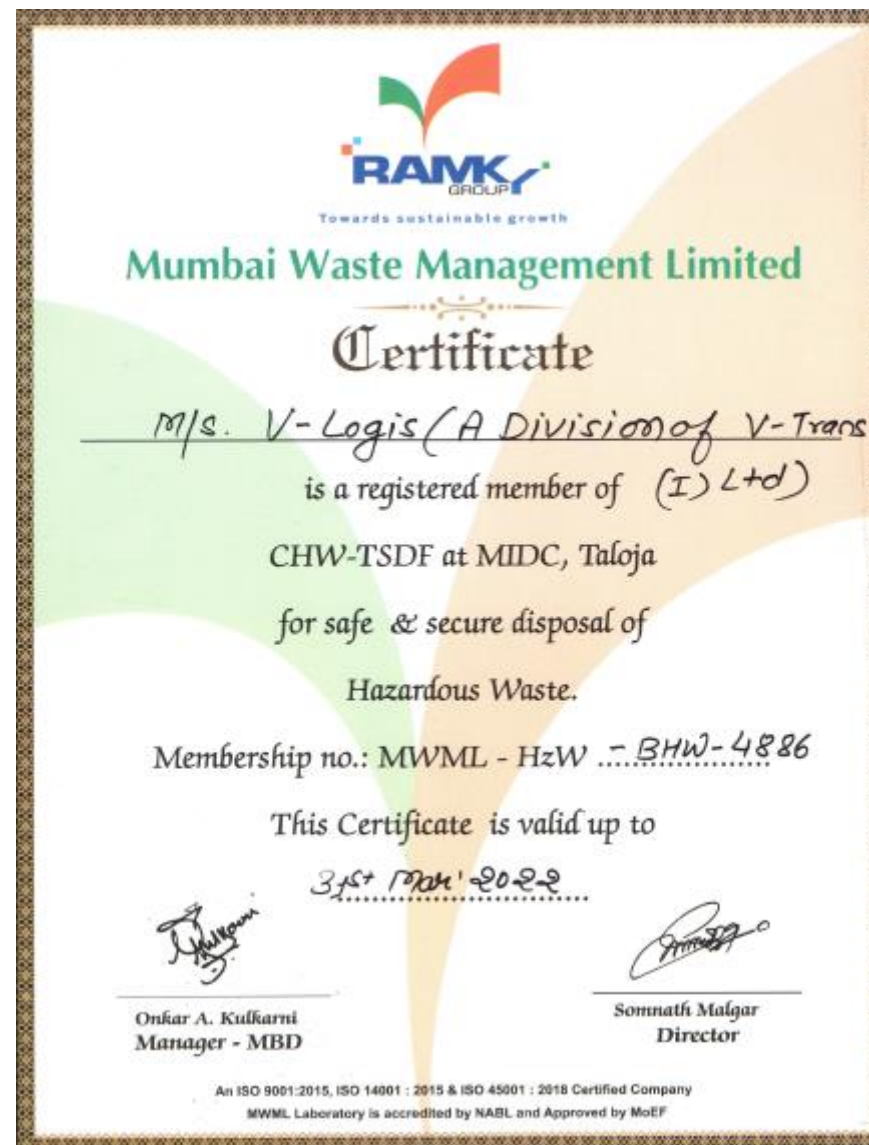 RAMKY
GROUP
Towards sustainable growth
Mumbai Waste Management Limited
Certificate
M/s. V-Logis (A Division of V-Trans
is a registered member of (I) Ltd)
CHW-TSDF at MIDC, Taloja
for safe & secure disposal of
Hazardous Waste.
Membership no.: MWML - HzW - BHW-4886
This Certificate is valid up to
31st Mar' 2022
Kulkarni
Onkar A. Kulkarni
Manager - MBD
Somnath Malgar
Director
An ISO 9001:2015, ISO 14001 : 2015 & ISO 45001 : 2018 Certified Company
MWML Laboratory is accredited by NABL and Approved by MoEF